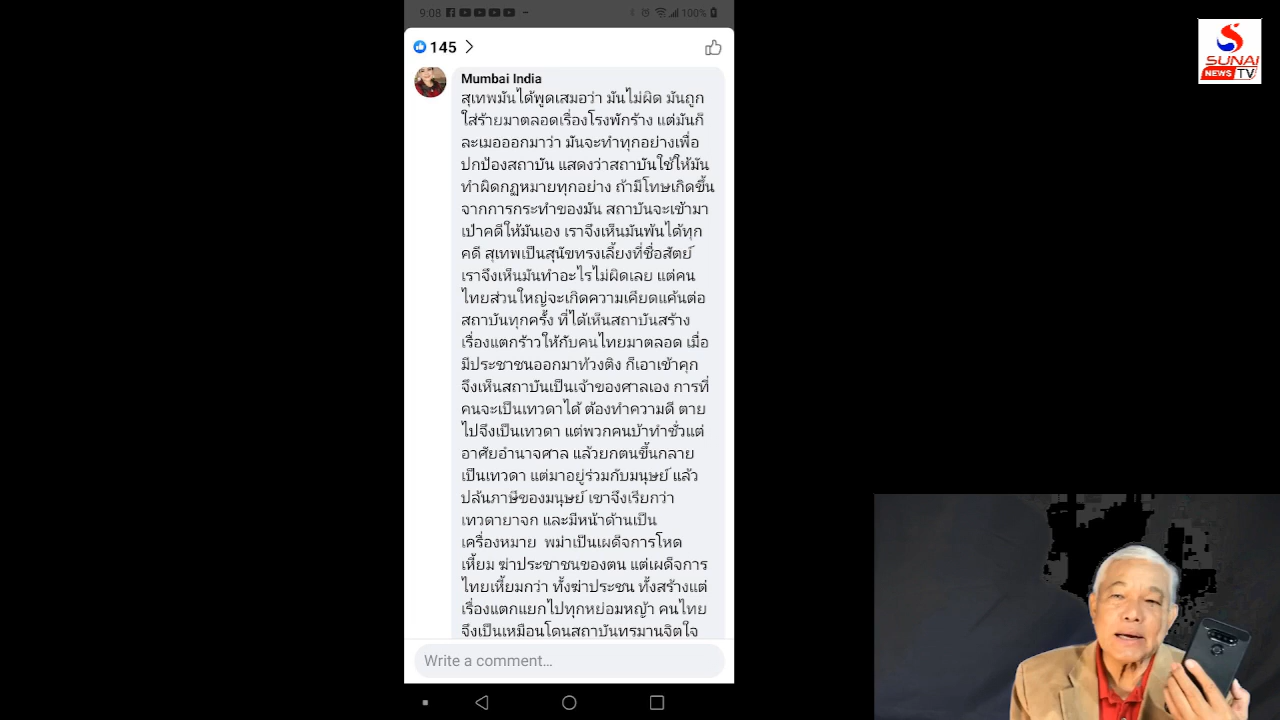 9:08
100%
145
SUNAI
NEWS TV
Mumbai India
สุเทพมันได้พูดเสมอว่า มันไม่ผิด มันถูก
ใส่ร้ายมาตลอดเรื่องโรงพักร้าง แต่มันก็
ละเมอออกมาว่า มันจะทำทุกอย่างเพื่อ
ปกป้องสถาบัน แสดงว่าสถาบันใช้ให้มัน
ทำผิดกฏหมายทุกอย่าง ถ้ามีโทษเกิดขึ้น
จากการกระทำของมัน สถาบันจะเข้ามา
เป่าคดีให้มันเอง เราจึงเห็นมันพ้นได้ทุก
คดี สุเทพเป็นสุนัขทรงเลี้ยงที่ชื่อสัตย์
เราจึงเห็นมันทำอะไรไม่ผิดเลย แต่คน
ไทยส่วนใหญ่จะเกิดความเคียดแค้นต่อ
สถาบันทุกครั้ง ที่ได้เห็นสถาบันสร้าง
เรื่องแตกร้าวให้กับคนไทยมาตลอด เมื่อ
มีประชาชนออกมาท้วงติง ก็เอาเข้าคุก
จึงเห็นสถาบันเป็นเจ้าของศาลเอง การที่
คนจะเป็นเทวดาได้ ต้องทำความดี ตาย
ไปจึงเป็นเทวดา แต่พวกคนบ้าทำชั่วแต่
อาศัยอำนาจศาล แล้วยกตนขึ้นกลาย
เป็นเทวดา แต่มาอยู่ร่วมกับมนุษย์ แล้ว
ปล้นภาษีของมนุษย์ เขาจึงเรียกว่า
เทวตายาจก และมีหน้าด้านเป็น
เครื่องหมาย พม่าเป็นเผด็จการโหด
เหี้ยม ฆ่าประชาชนของตน แต่เผด็จการ
ไทยเหี้ยมกว่า ทั้งฆ่าประชน ทั้งสร้างแต่
เรื่องแตกแยกไปทุกหย่อมหญ้า คนไทย
จึงเป็นเหมือนโดนสถาบันทรมานจิตใจ
Write a comment...